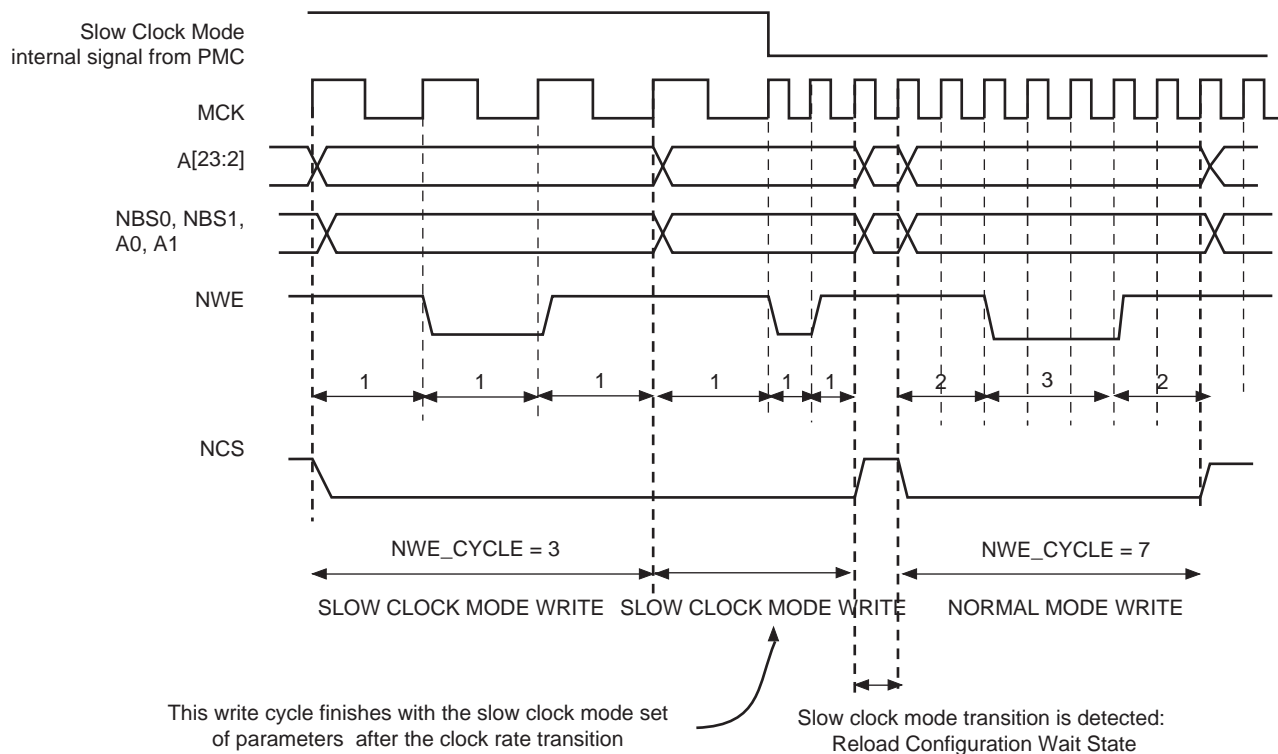 Slow Clock Mode
internal signal from PMC
MCK
A[23:2]
NBS0, NBS1,
A0, A1
NWE
1 1 1 1 1 1 2 3 2
NCS
NWE_CYCLE = 3 NWE_CYCLE = 7
SLOW CLOCK MODE WRITE SLOW CLOCK MODE WRITE NORMAL MODE WRITE
This write cycle finishes with the slow clock mode set
of parameters after the clock rate transition
Slow clock mode transition is detected:
Reload Configuration Wait State